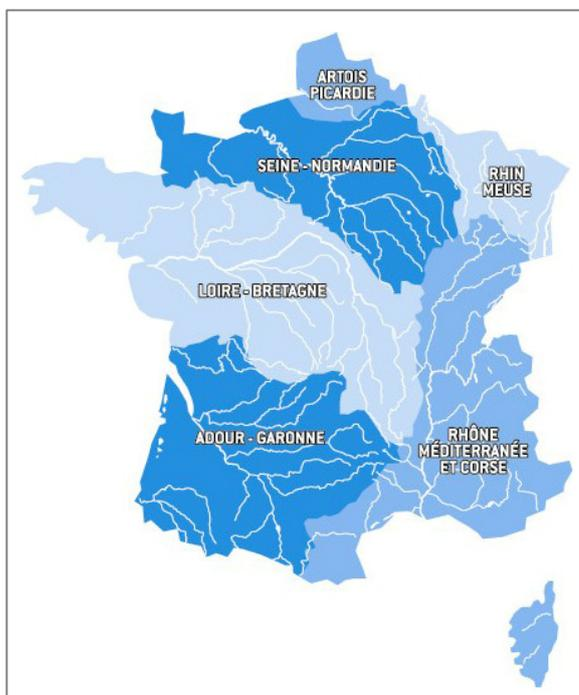 ARTOIS
PICARDIE
SEINE - NORMANDIE
RHIN
MEUSE
LOIRE - BRETAGNE
ADOUR - GARONNE
RHÔNE
MÉDITERRANÉE
ET CORSE